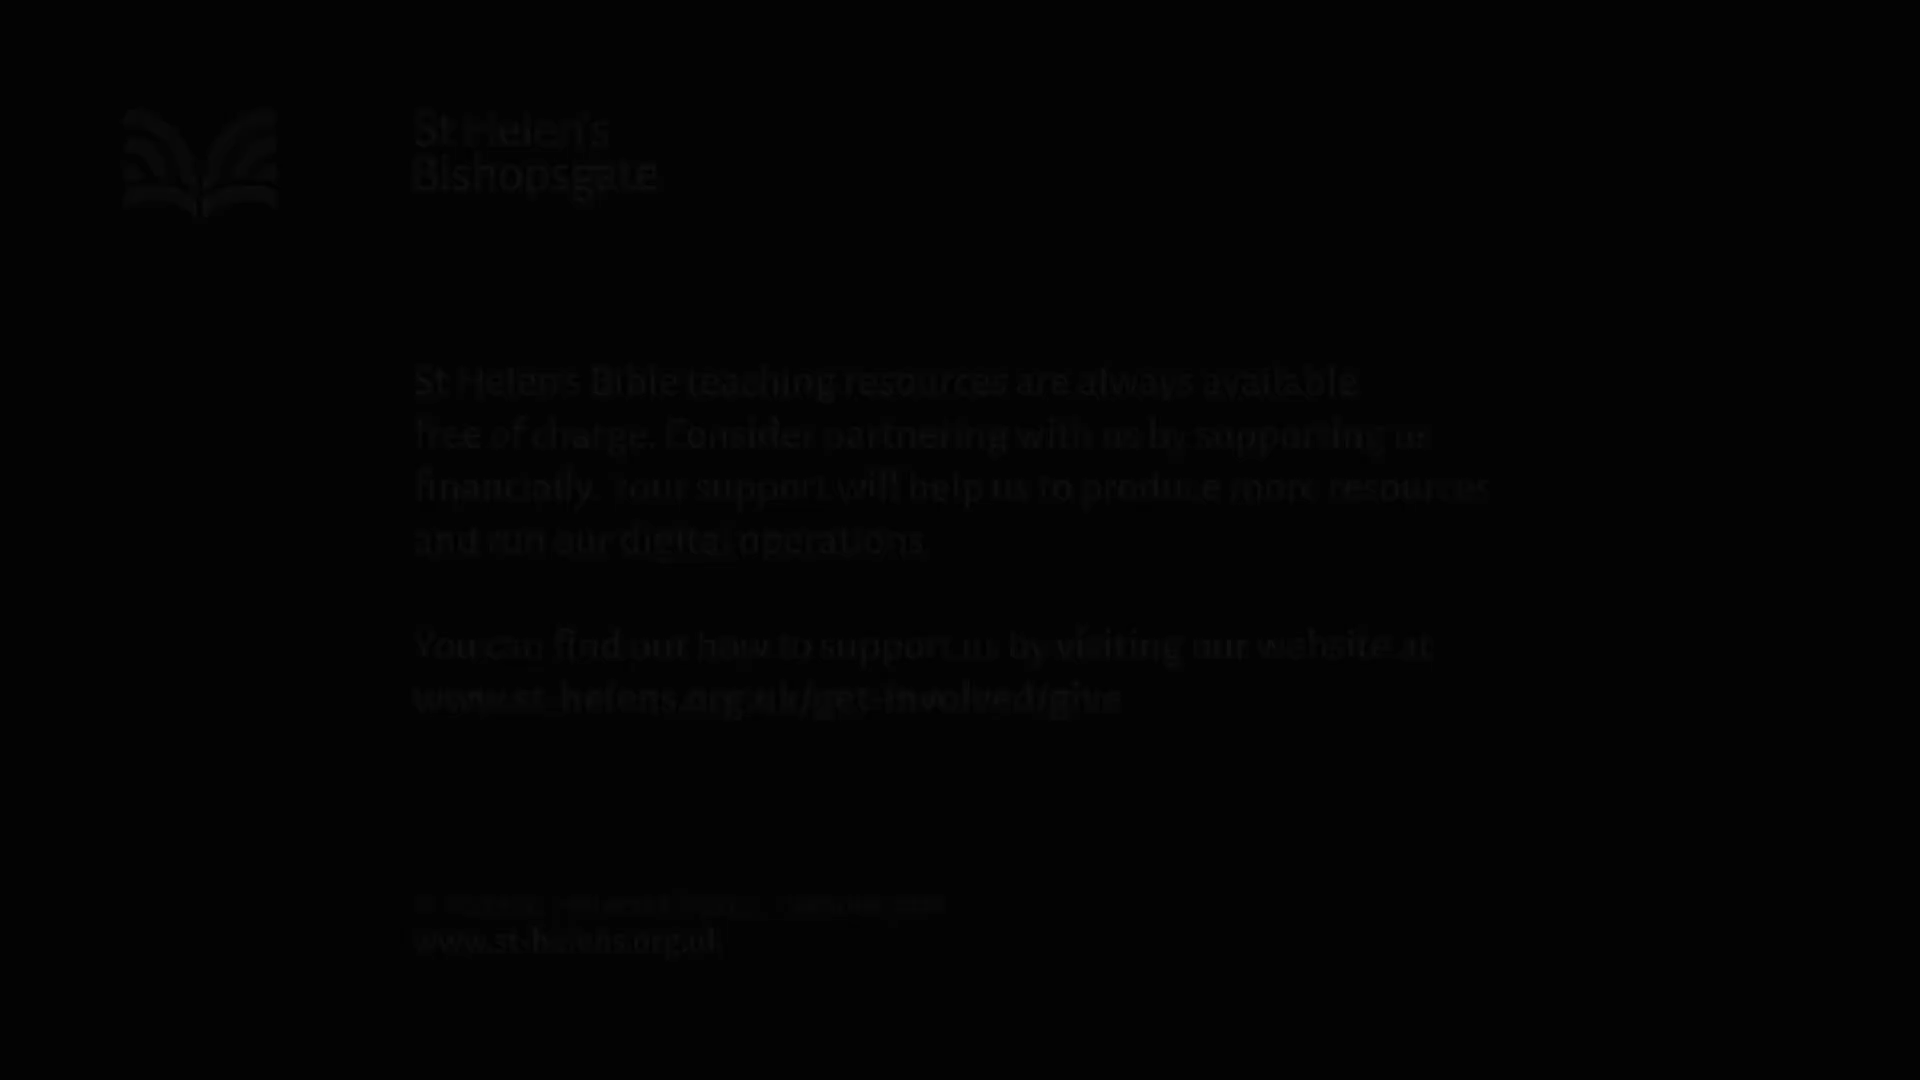 St Helen's
Bishopsgate
St Helen's Bible teaching resources are always available
free of charge. Consider partnering with us by supporting us
financially. Your support will help us to produce more resources
and run our digital operations.
You can find out how to support us by visiting our website at
www.st-helens.org.uk/get-involved/give
www.st-helens.org.uk